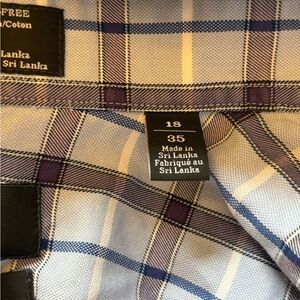 -FREE
/Coton
Lanka
Sri Lanka
18
35
Made in
Sri Lanka
Fabriqué au
Sri Lanka